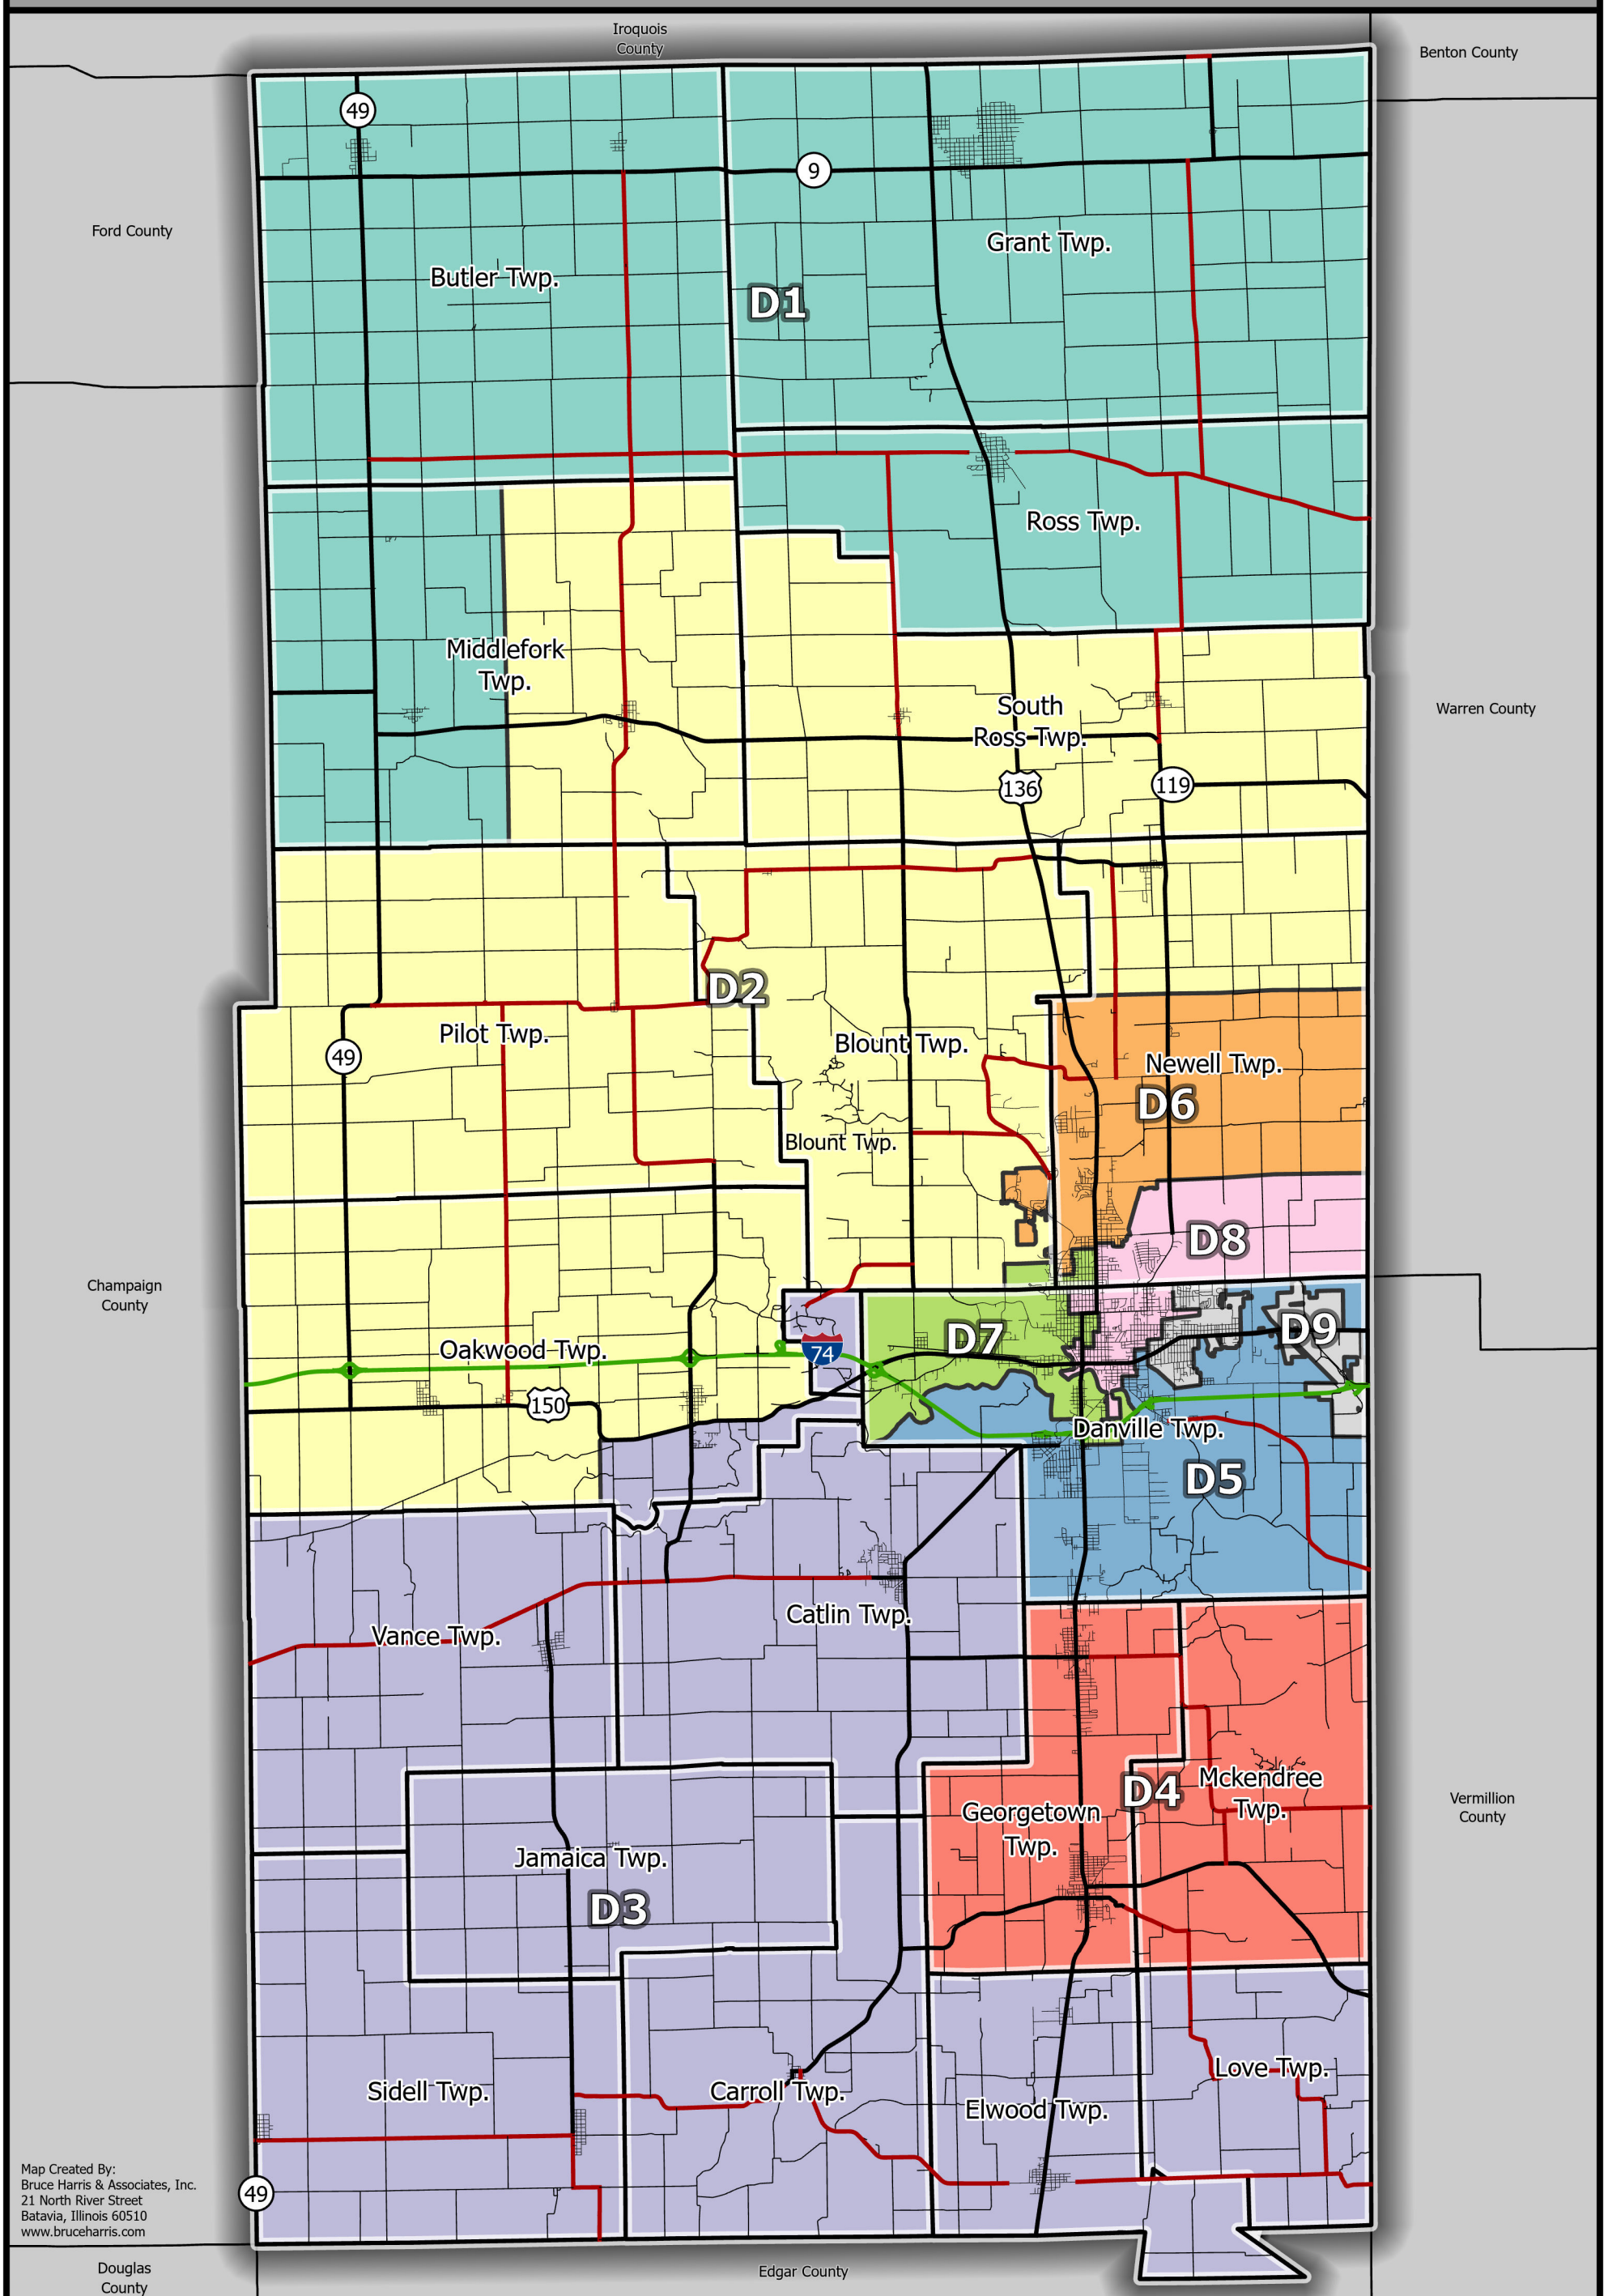 Iroquois
County
Benton County
49
9
Ford County
Grant Twp.
Butler Twp.
D1
Ross Twp.
Middlefork
Twp.
South
Ross Twp.
Warren County
136
119
D2
Pilot Twp.
Blount Twp.
49
Newell Twp.
D6
Blount Twp.
D8
Champaign
County
D9
D7
Oakwood Twp.
74
150
Danville Twp.
D5
Catlin Twp.
Vance Twp.
Mckendree
Twp.
D4
Georgetown
Twp.
Vermillion
County
Jamaica Twp.
D3
Love Twp.
Sidell Twp.
Carroll Twp.
Elwood Twp.
Map Created By:
Bruce Harris & Associates, Inc.
21 North River Street
Batavia, Illinois 60510
www.bruceharris.com
49
Douglas
County
Edgar County